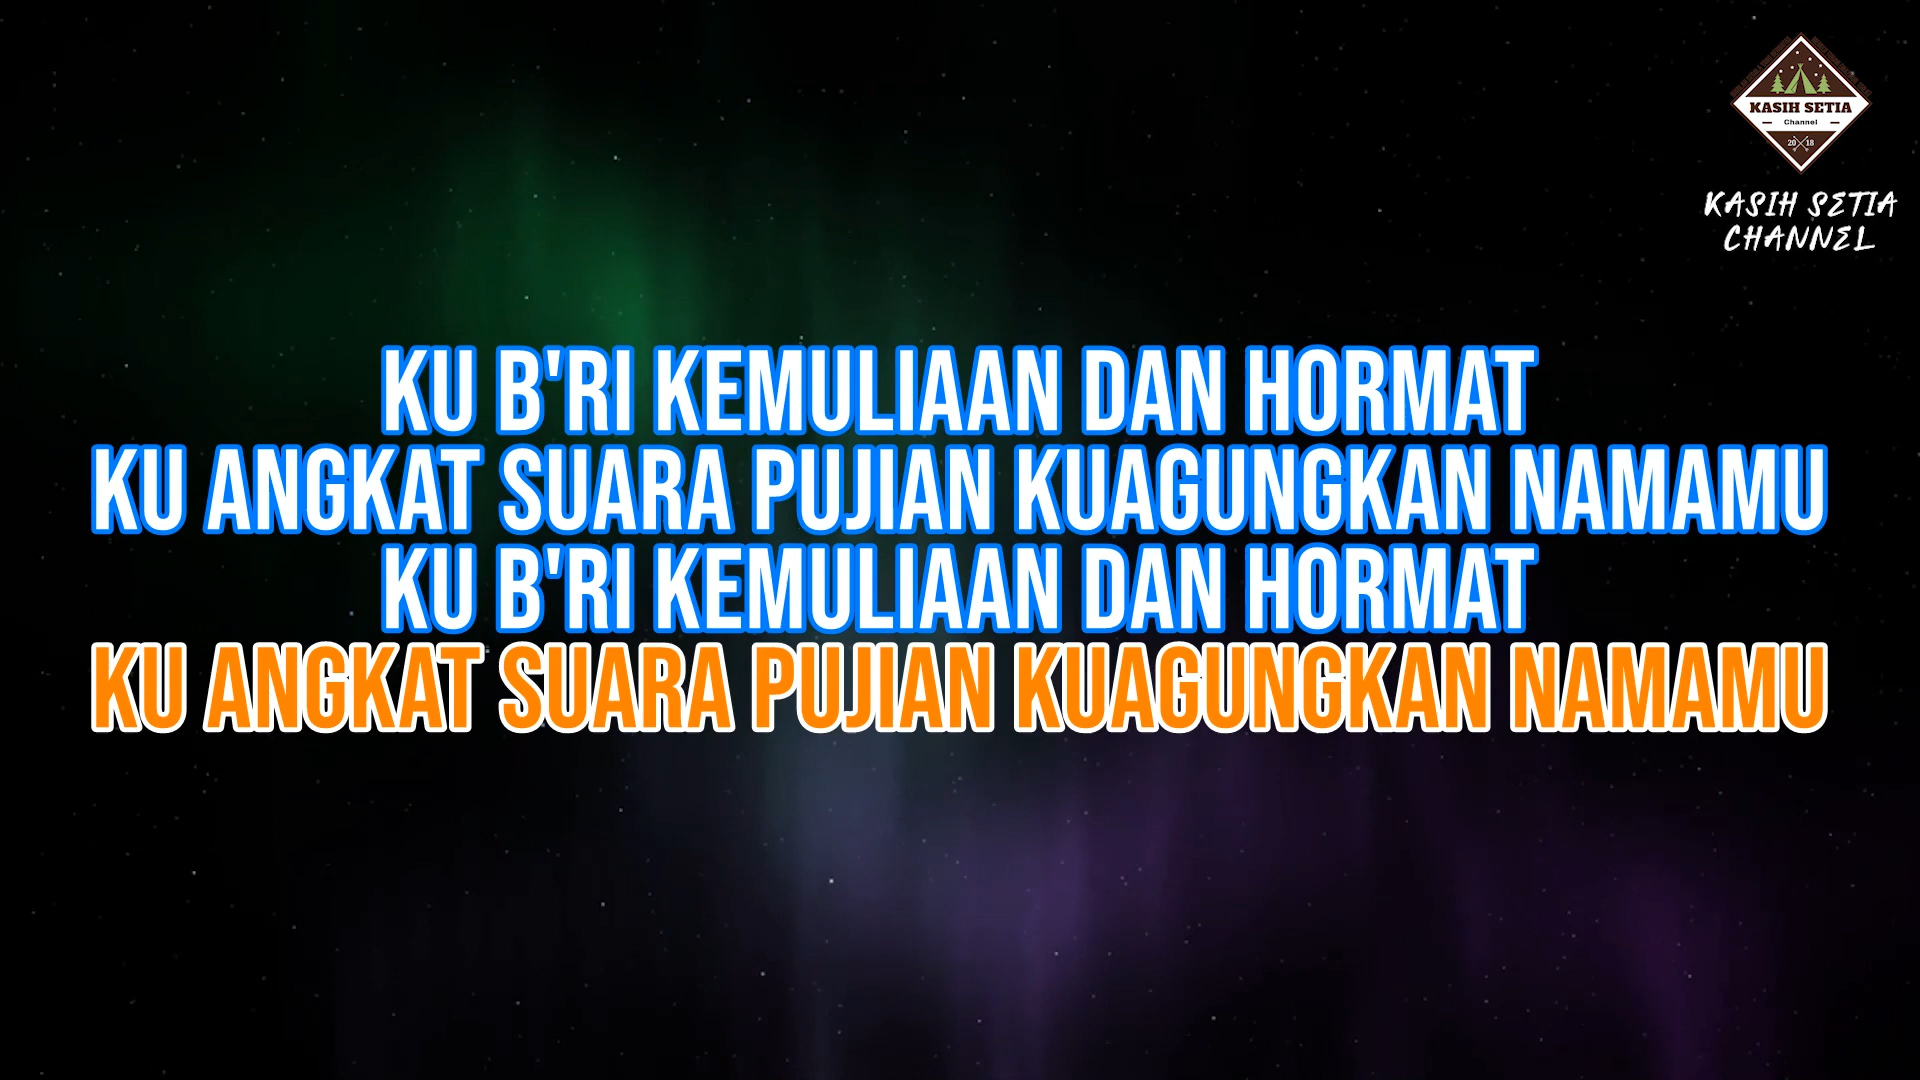 KASIH SETIA
Channel
20 18
KASIH SETIA
CHANNEL
KU B'RI KEMULIAAN DAN HORMAT
KU ANGKAT SUARA PUJIAN KUAGUNGKAN NAMAMU
KU B'RI KEMULIAAN DAN HORMAT
KU ANGKAT SUARA PUJIAN KUAGUNGKAN NAMAMU